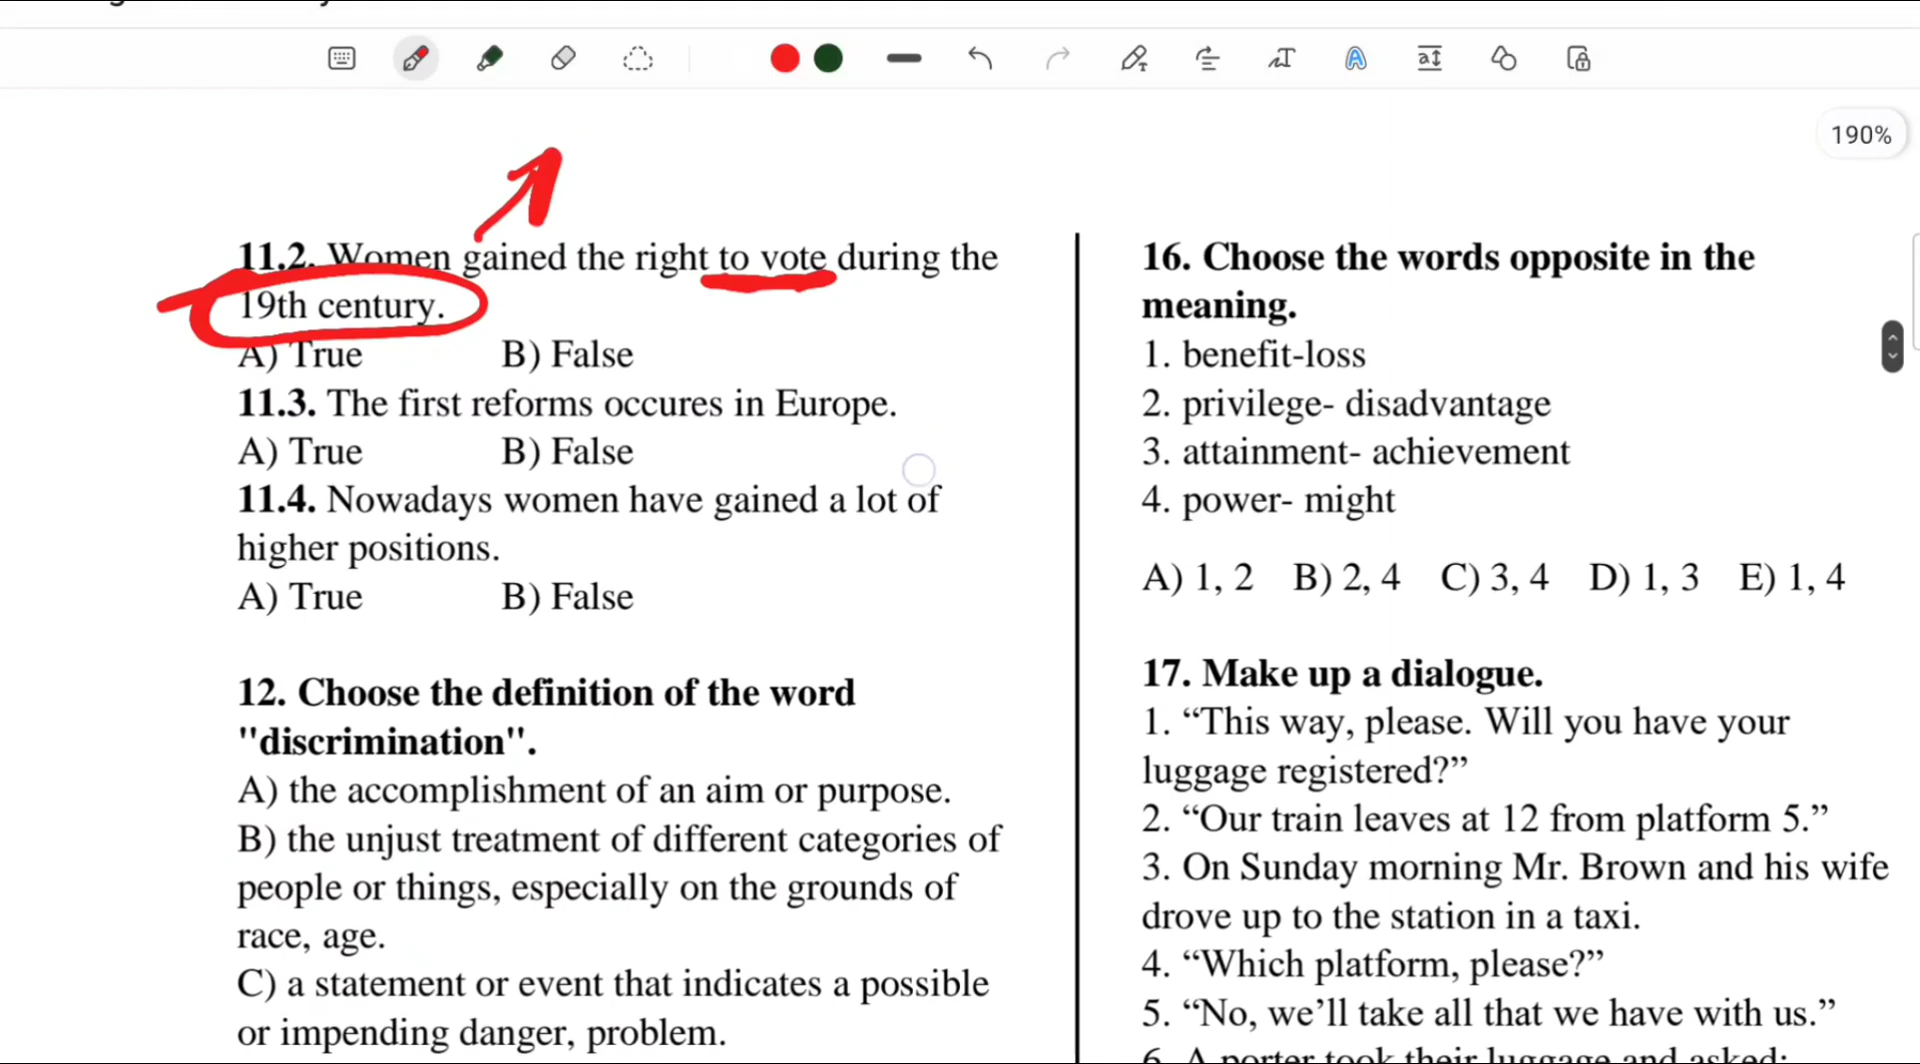 190%
11.2. Women gained the right to vote during the
19th century.
A) True B) False
11.3. The first reforms occures in Europe.
A) True B) False
11.4. Nowadays women have gained a lot of
higher positions.
A) True B) False
12. Choose the definition of the word
"discrimination".
A) the accomplishment of an aim or purpose.
B) the unjust treatment of different categories of
people or things, especially on the grounds of
race, age.
C) a statement or event that indicates a possible
or impending danger, problem.
16. Choose the words opposite in the
meaning.
1. benefit-loss
2. privilege- disadvantage
3. attainment- achievement
4. power- might
A) 1, 2 B) 2, 4 C) 3, 4 D) 1, 3 E) 1, 4
17. Make up a dialogue.
1. “This way, please. Will you have your
luggage registered?”
2. “Our train leaves at 12 from platform 5.”
3. On Sunday morning Mr. Brown and his wife
drove up to the station in a taxi.
4. “Which platform, please?”
5. “No, we’ll take all that we have with us.”
6. A porter took their luggage and asked: